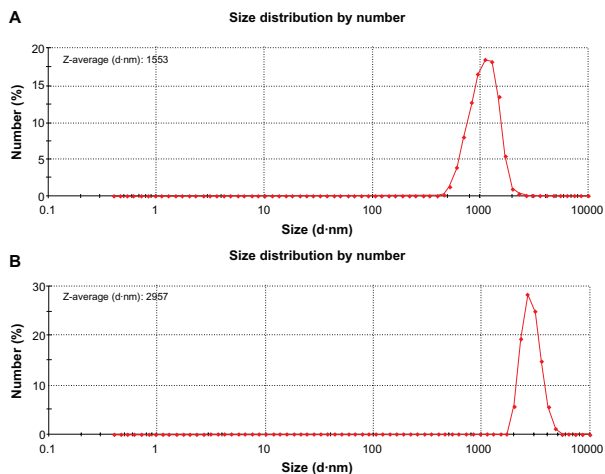 A
Size distribution by number
Z-average (d·nm): 1553
Number (%)
20
15
10
5
0
0.1 1 10 100 1000 10000
Size (d·nm)
B
Size distribution by number
Z-average (d·nm): 2957
Number (%)
30
20
10
0
0.1 1 10 100 1000 10000
Size (d·nm)